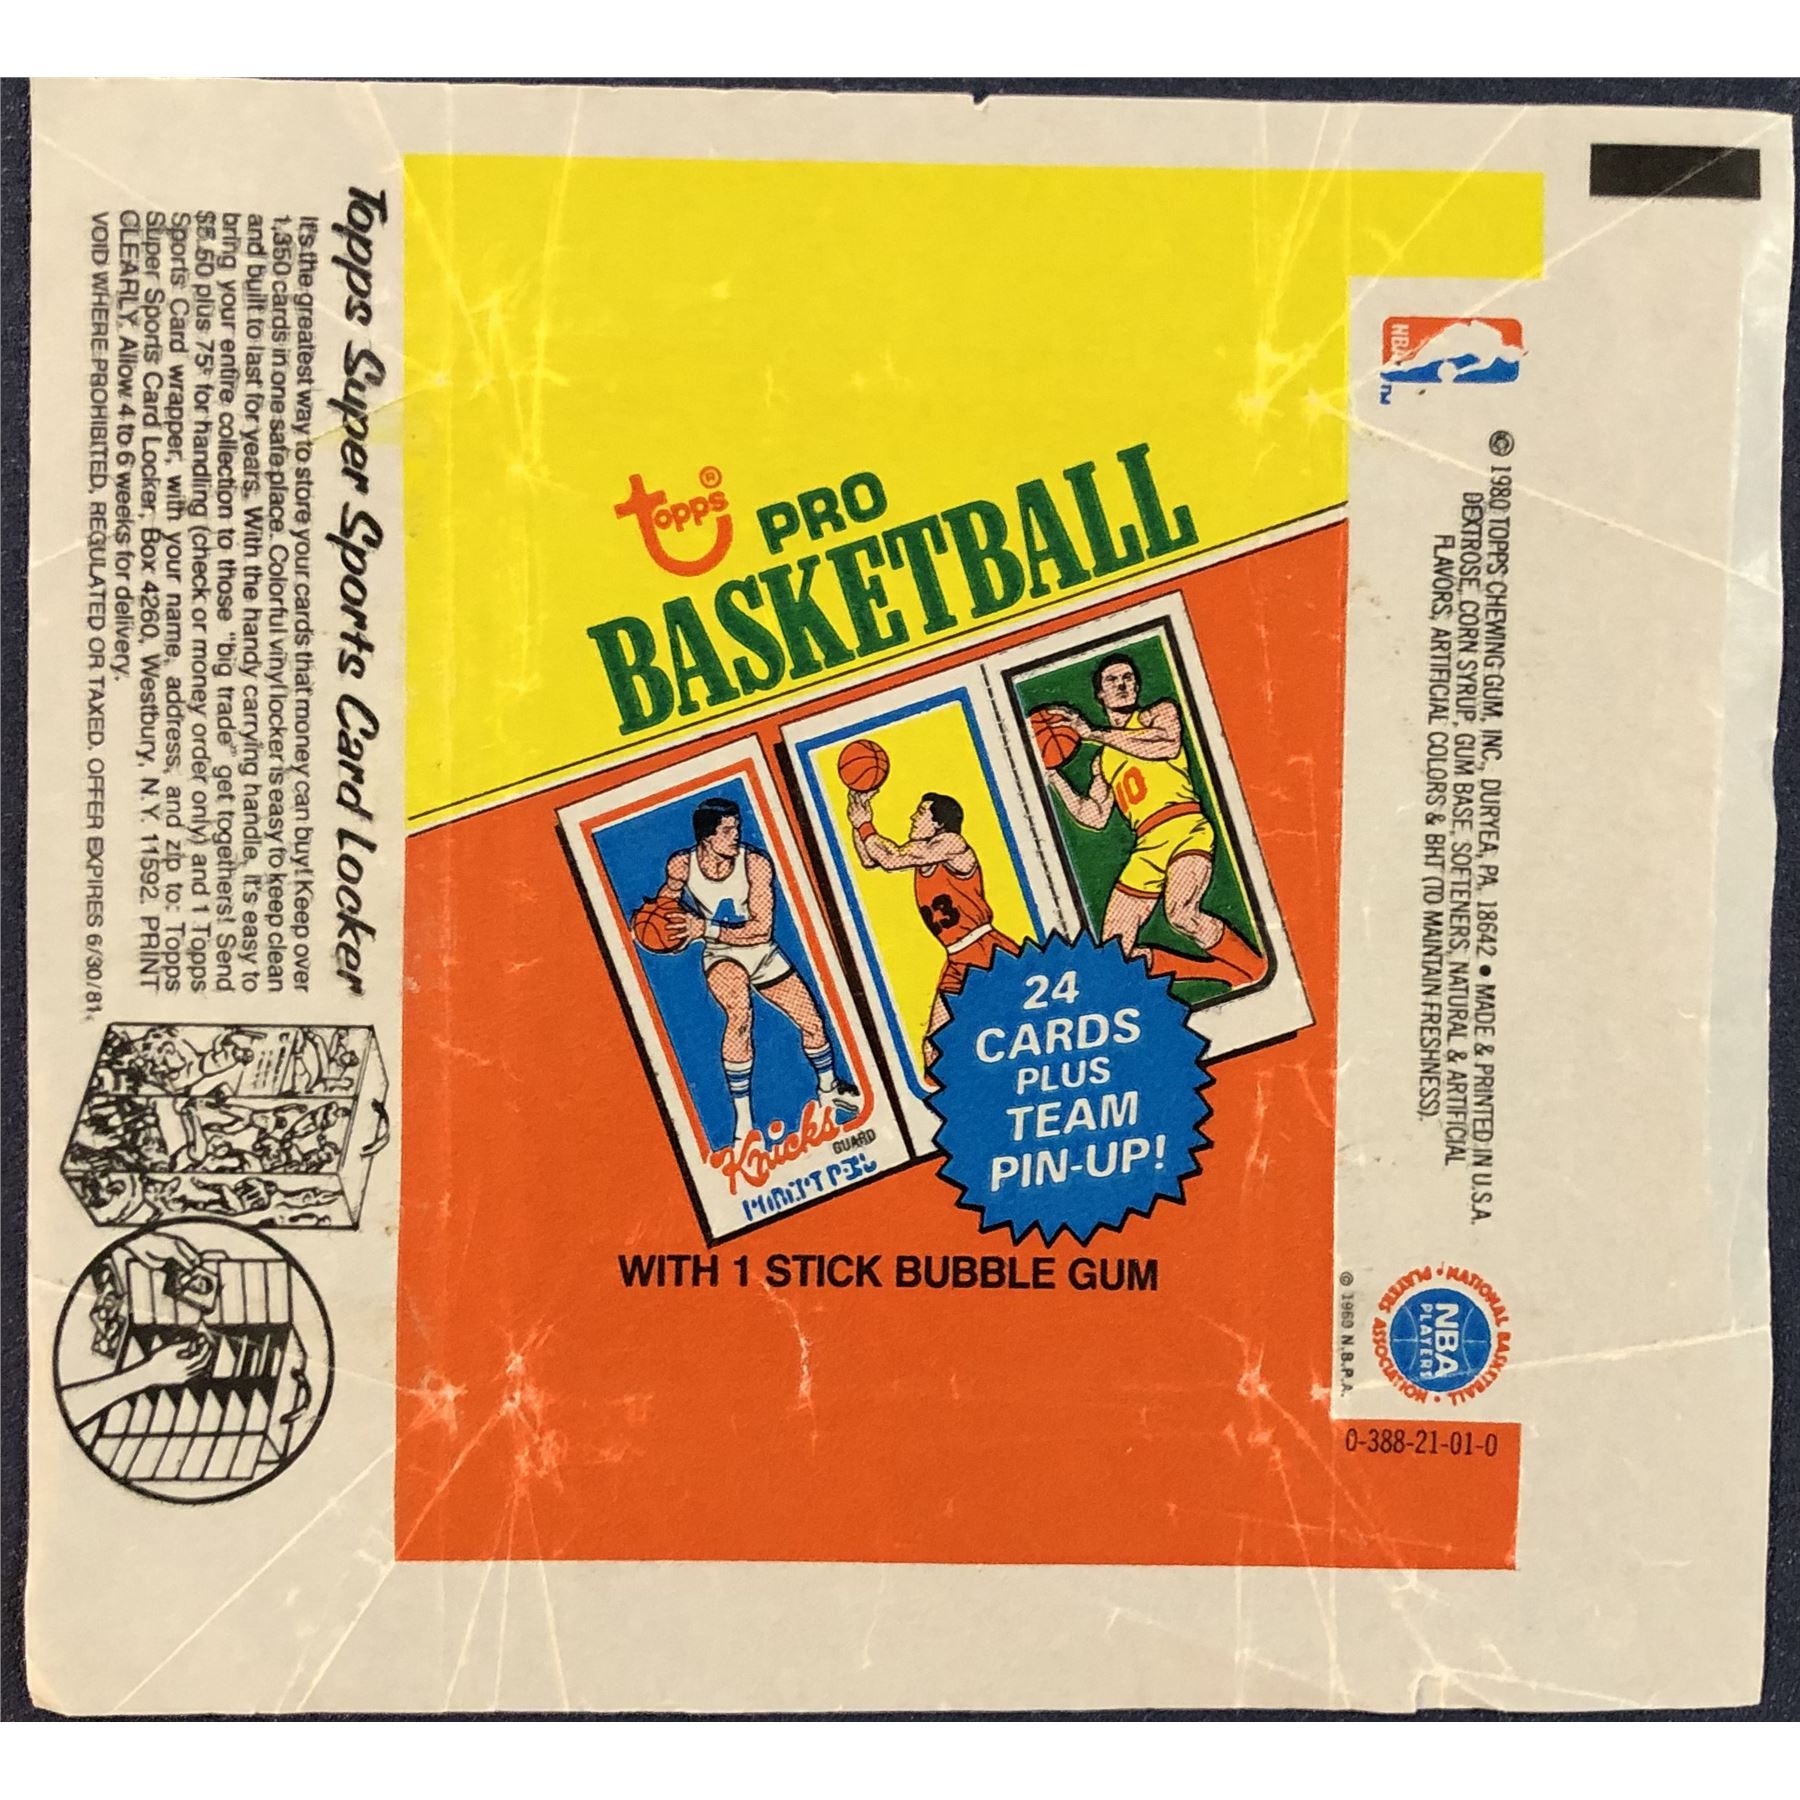 Topps Super Sports Card Locker
It's the greatest way to store your cards that money can buy! Keep over
1,350 cards in one safe place. Colorful vinyl locker is easy to keep clean
and built to last for years. With the handy carrying handle, it's easy to
bring your entire collection to those "big trade" get togethers! Send
plus 75¢ for handling (check or money order only) and 1 Topps
Sports Card wrapper, with your name, address, and zip to: Topps
Super Sports Card Locker, Box 4260, Westbury, N.Y. 11592. PRINT
CLEARLY. Allow 4 to 6 weeks for delivery.
VOID WHERE PROHIBITED, REGULATED OR TAXED. OFFER EXPIRES 6/30/81.
topps®
PRO
BASKETBALL
10
23
4
Knicks
GUARD
24
CARDS
PLUS
TEAM
PIN-UP!
WITH 1 STICK BUBBLE GUM
NBA
TM
© 1980 TOPPS CHEWING GUM, INC., DURYEA, PA. 18642 • MADE & PRINTED IN U.S.A.
DEXTROSE, CORN SYRUP, GUM BASE, SOFTENERS, NATURAL & ARTIFICIAL
FLAVORS, ARTIFICIAL COLORS & BHT (TO MAINTAIN FRESHNESS).
NATIONAL BASKETBALL • PLAYERS ASSOCIATION •
NBA
PLAYERS
© 1969 N.B.P.A.
0-388-21-01-0